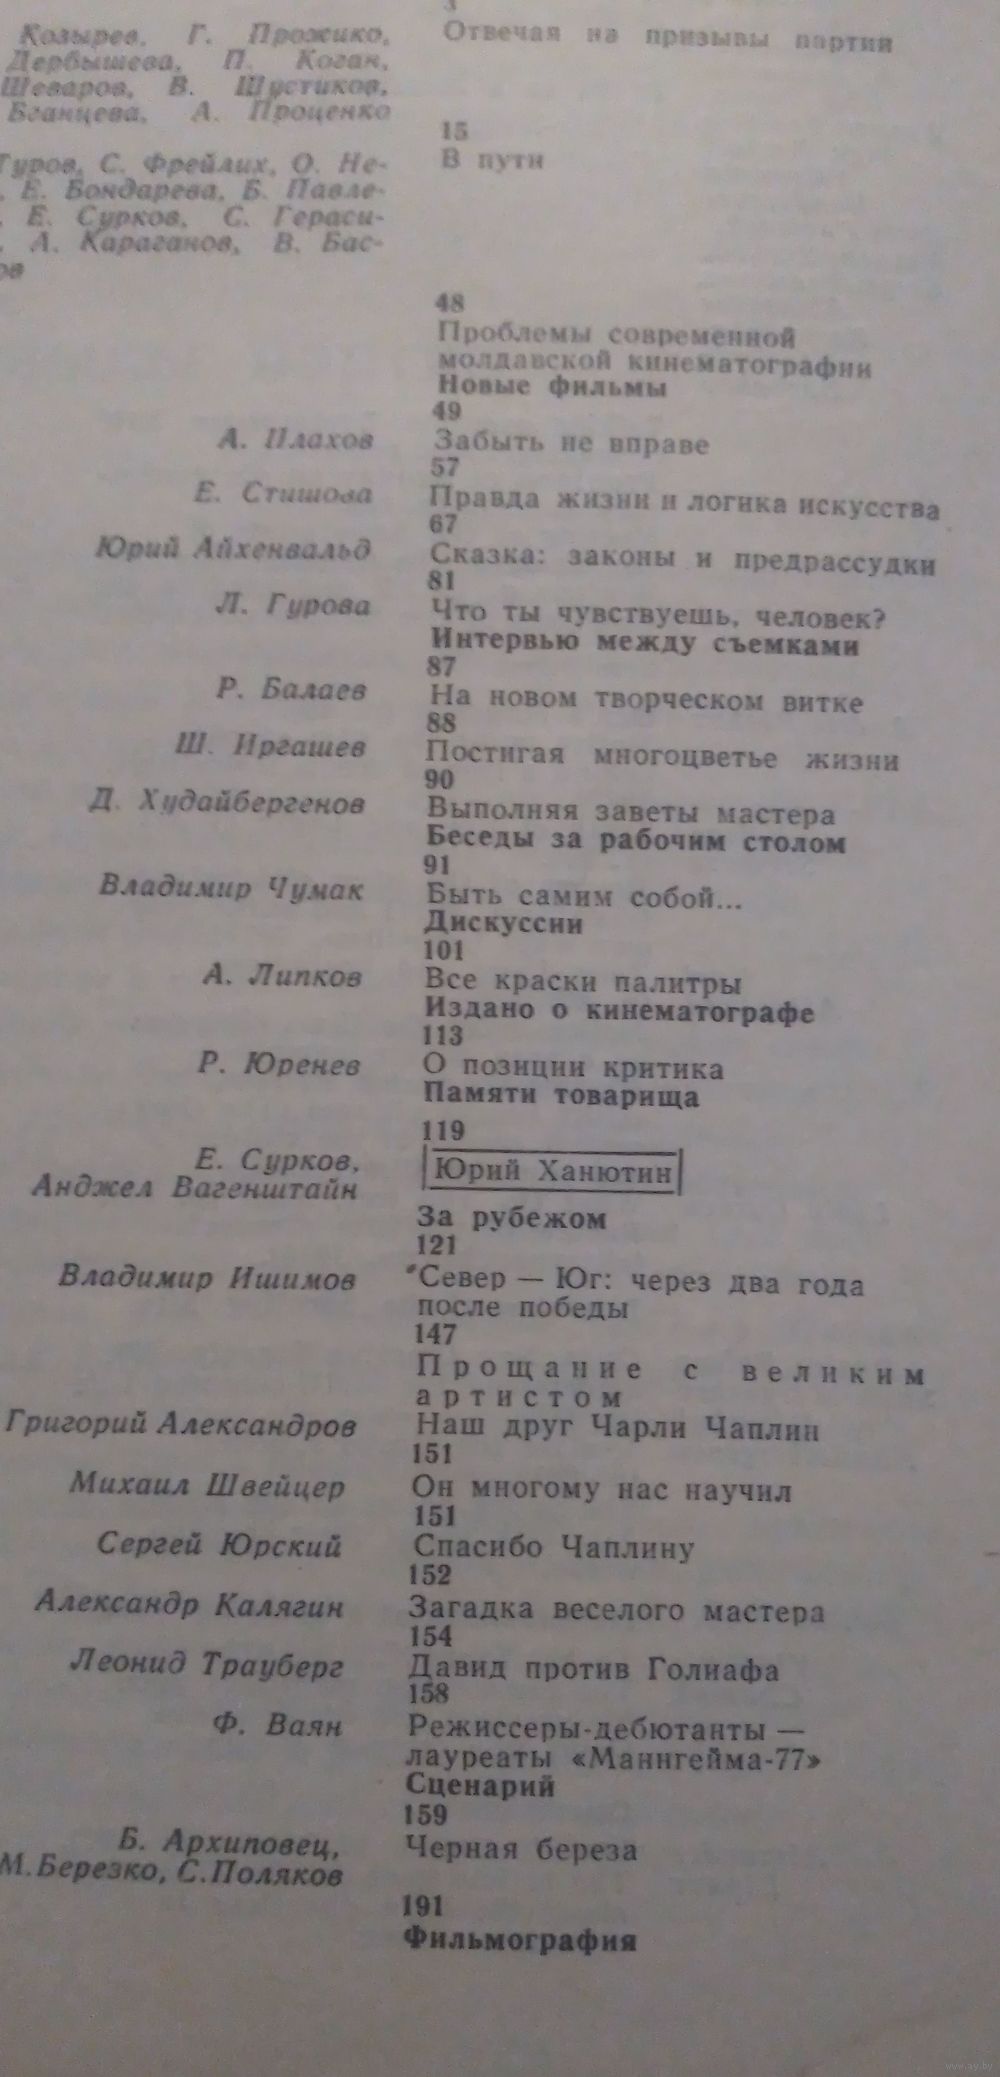 3
Козырев, Г. Прожико, Отвечая на призывы партии
Дербышева, П. Коган,
Шеваров, В. Шустиков,
Бганцева, А. Проценко
15
Гуров, С. Фрейлих, О. Не- В пути
Е. Бондарева, Б. Павле-
Е. Сурков, С. Гераси-
А. Караганов, В. Бас-
ов
48
Проблемы современной
молдавской кинематографии
Новые фильмы
49
А. Плахов Забыть не вправе
57
Е. Стишова Правда жизни и логика искусства
67
Юрий Айхенвальд Сказка: законы и предрассудки
81
Л. Гурова Что ты чувствуешь, человек?
Интервью между съемками
87
Р. Балаев На новом творческом витке
88
Ш. Иргашев Постигая многоцветье жизни
90
Д. Худайбергенов Выполняя заветы мастера
Беседы за рабочим столом
91
Владимир Чумак Быть самим собой...
Дискуссии
101
А. Липков Все краски палитры
Издано о кинематографе
113
Р. Юренев О позиции критика
Памяти товарища
119
Е. Сурков, Юрий Ханютин
Анджел Вагенштайн
За рубежом
121
Владимир Ишимов Север — Юг: через два года
после победы
147
Прощание с великим
артистом
Григорий Александров Наш друг Чарли Чаплин
151
Михаил Швейцер Он многому нас научил
151
Сергей Юрский Спасибо Чаплину
152
Александр Калягин Загадка веселого мастера
154
Леонид Трауберг Давид против Голиафа
158
Ф. Ваян Режиссеры-дебютанты —
лауреаты «Маннгейма-77»
Сценарий
159
Б. Архиповец, Черная береза
М. Березко, С. Поляков
191
Фильмография
www.ay.by